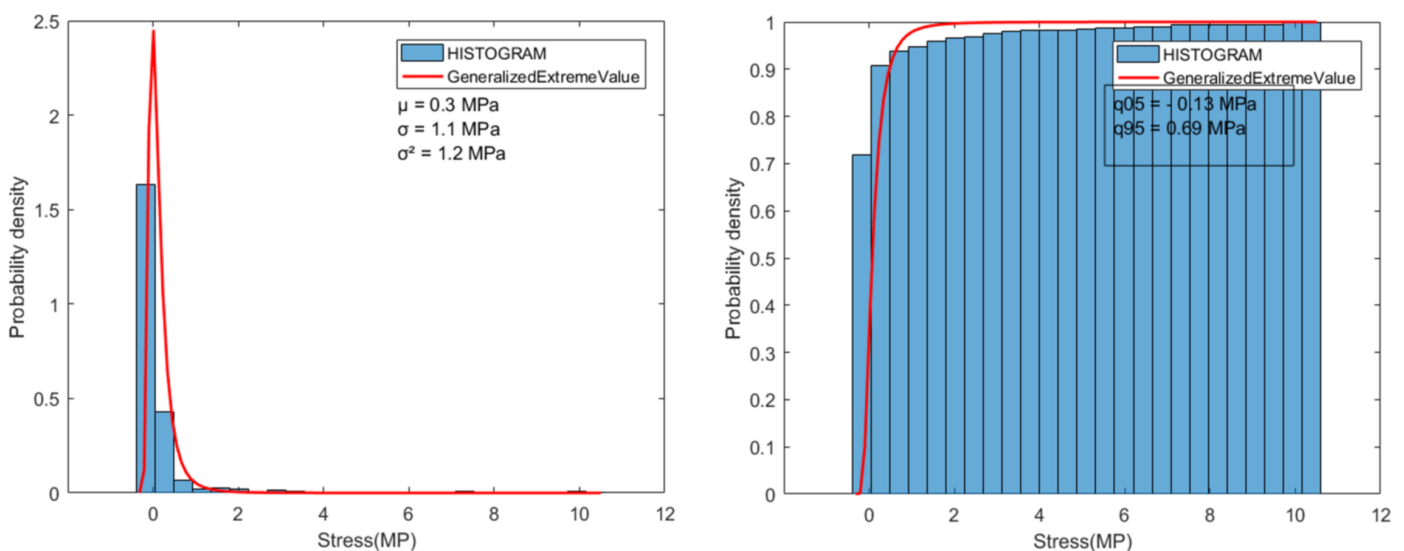 2.5
2
1.5
1
0.5
0
0
2
4
6
8
10
12
Probability density
Stress(MP)
HISTOGRAM
GeneralizedExtremeValue
μ = 0.3 MPa
σ = 1.1 MPa
σ² = 1.2 MPa
1
0.9
0.8
0.7
0.6
0.5
0.4
0.3
0.2
0.1
0
0
2
4
6
8
10
12
Probability density
Stress(MP)
HISTOGRAM
GeneralizedExtremeValue
q05 = - 0.13 MPa
q95 = 0.69 MPa